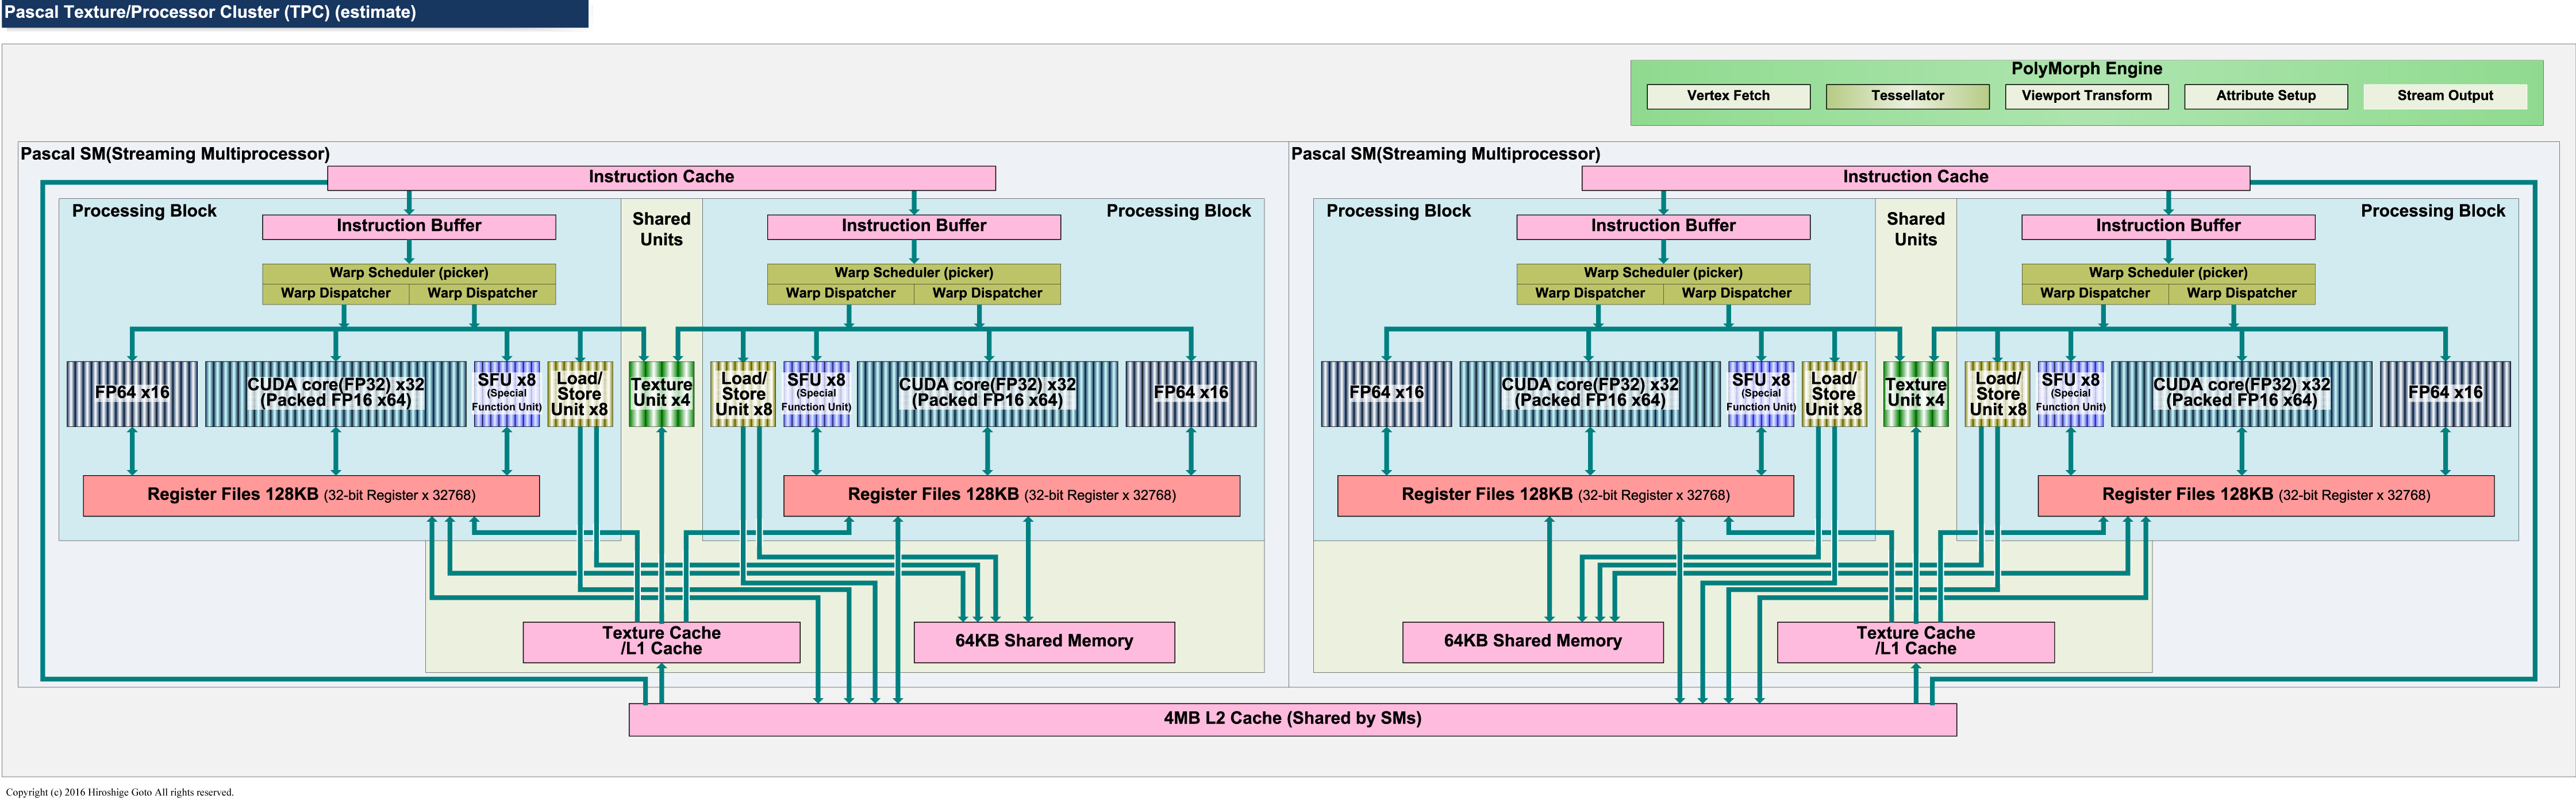 Pascal Texture/Processor Cluster (TPC) (estimate)
PolyMorph Engine
Vertex Fetch
Tessellator
Viewport Transform
Attribute Setup
Stream Output
Pascal SM(Streaming Multiprocessor)
Instruction Cache
Processing Block
Shared
Units
Processing Block
Instruction Buffer
Instruction Buffer
Warp Scheduler (picker)
Warp Dispatcher
Warp Dispatcher
Warp Scheduler (picker)
Warp Dispatcher
Warp Dispatcher
FP64 x16
CUDA core(FP32) x32
(Packed FP16 x64)
SFU x8
(Special
Function Unit)
Load/
Store
Unit x8
Texture
Unit x4
Load/
Store
Unit x8
SFU x8
(Special
Function Unit)
CUDA core(FP32) x32
(Packed FP16 x64)
FP64 x16
Register Files 128KB (32-bit Register x 32768)
Register Files 128KB (32-bit Register x 32768)
Texture Cache
/L1 Cache
64KB Shared Memory
Pascal SM(Streaming Multiprocessor)
Instruction Cache
Processing Block
Shared
Units
Processing Block
Instruction Buffer
Instruction Buffer
Warp Scheduler (picker)
Warp Dispatcher
Warp Dispatcher
Warp Scheduler (picker)
Warp Dispatcher
Warp Dispatcher
FP64 x16
CUDA core(FP32) x32
(Packed FP16 x64)
SFU x8
(Special
Function Unit)
Load/
Store
Unit x8
Texture
Unit x4
Load/
Store
Unit x8
SFU x8
(Special
Function Unit)
CUDA core(FP32) x32
(Packed FP16 x64)
FP64 x16
Register Files 128KB (32-bit Register x 32768)
Register Files 128KB (32-bit Register x 32768)
64KB Shared Memory
Texture Cache
/L1 Cache
4MB L2 Cache (Shared by SMs)
Copyright (c) 2016 Hiroshige Goto All rights reserved.